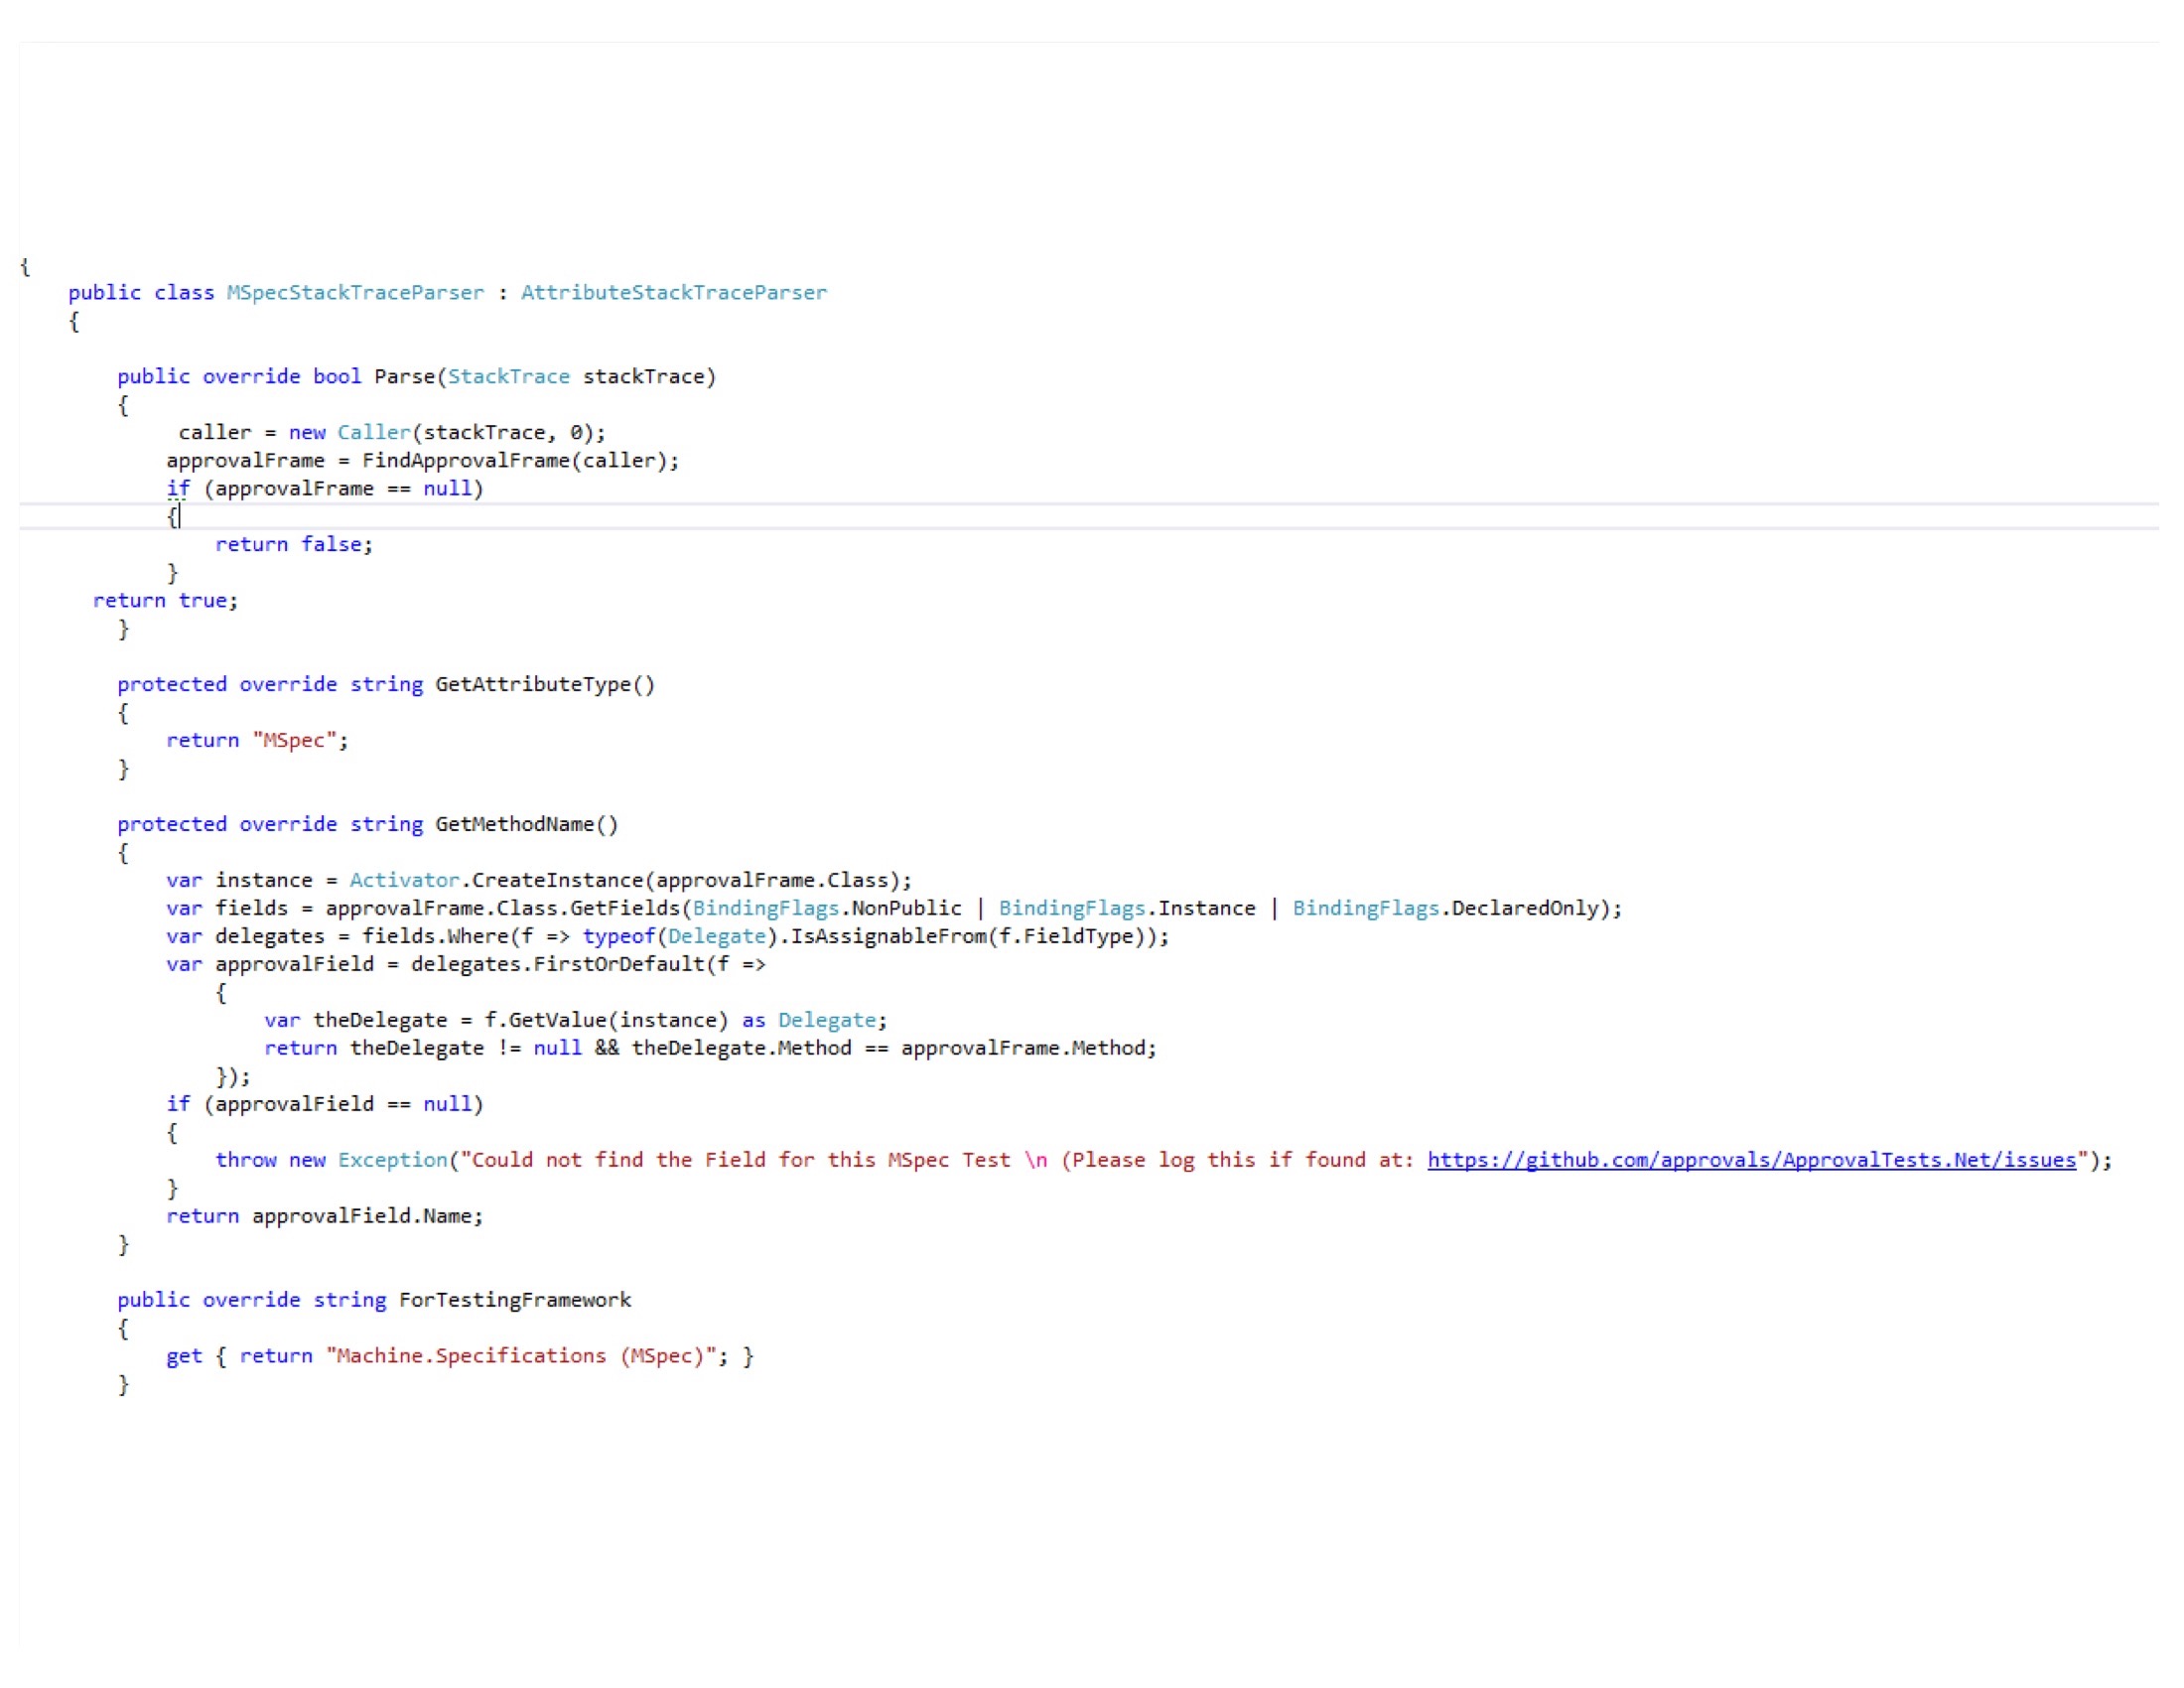 {
    public class MSpecStackTraceParser : AttributeStackTraceParser
    {
        public override bool Parse(StackTrace stackTrace)
        {
             caller = new Caller(stackTrace, 0);
            approvalFrame = FindApprovalFrame(caller);
            if (approvalFrame == null)
            {
                return false;
            }
      return true;
        }
        protected override string GetAttributeType()
        {
            return "MSpec";
        }
        protected override string GetMethodName()
        {
            var instance = Activator.CreateInstance(approvalFrame.Class);
            var fields = approvalFrame.Class.GetFields(BindingFlags.NonPublic | BindingFlags.Instance | BindingFlags.DeclaredOnly);
            var delegates = fields.Where(f => typeof(Delegate).IsAssignableFrom(f.FieldType));
            var approvalField = delegates.FirstOrDefault(f =>
                {
                    var theDelegate = f.GetValue(instance) as Delegate;
                    return theDelegate != null && theDelegate.Method == approvalFrame.Method;
                });
            if (approvalField == null)
            {
                throw new Exception("Could not find the Field for this MSpec Test \n (Please log this if found at: https://github.com/approvals/ApprovalTests.Net/issues");
            }
            return approvalField.Name;
        }
        public override string ForTestingFramework
        {
            get { return "Machine.Specifications (MSpec)"; }
        }